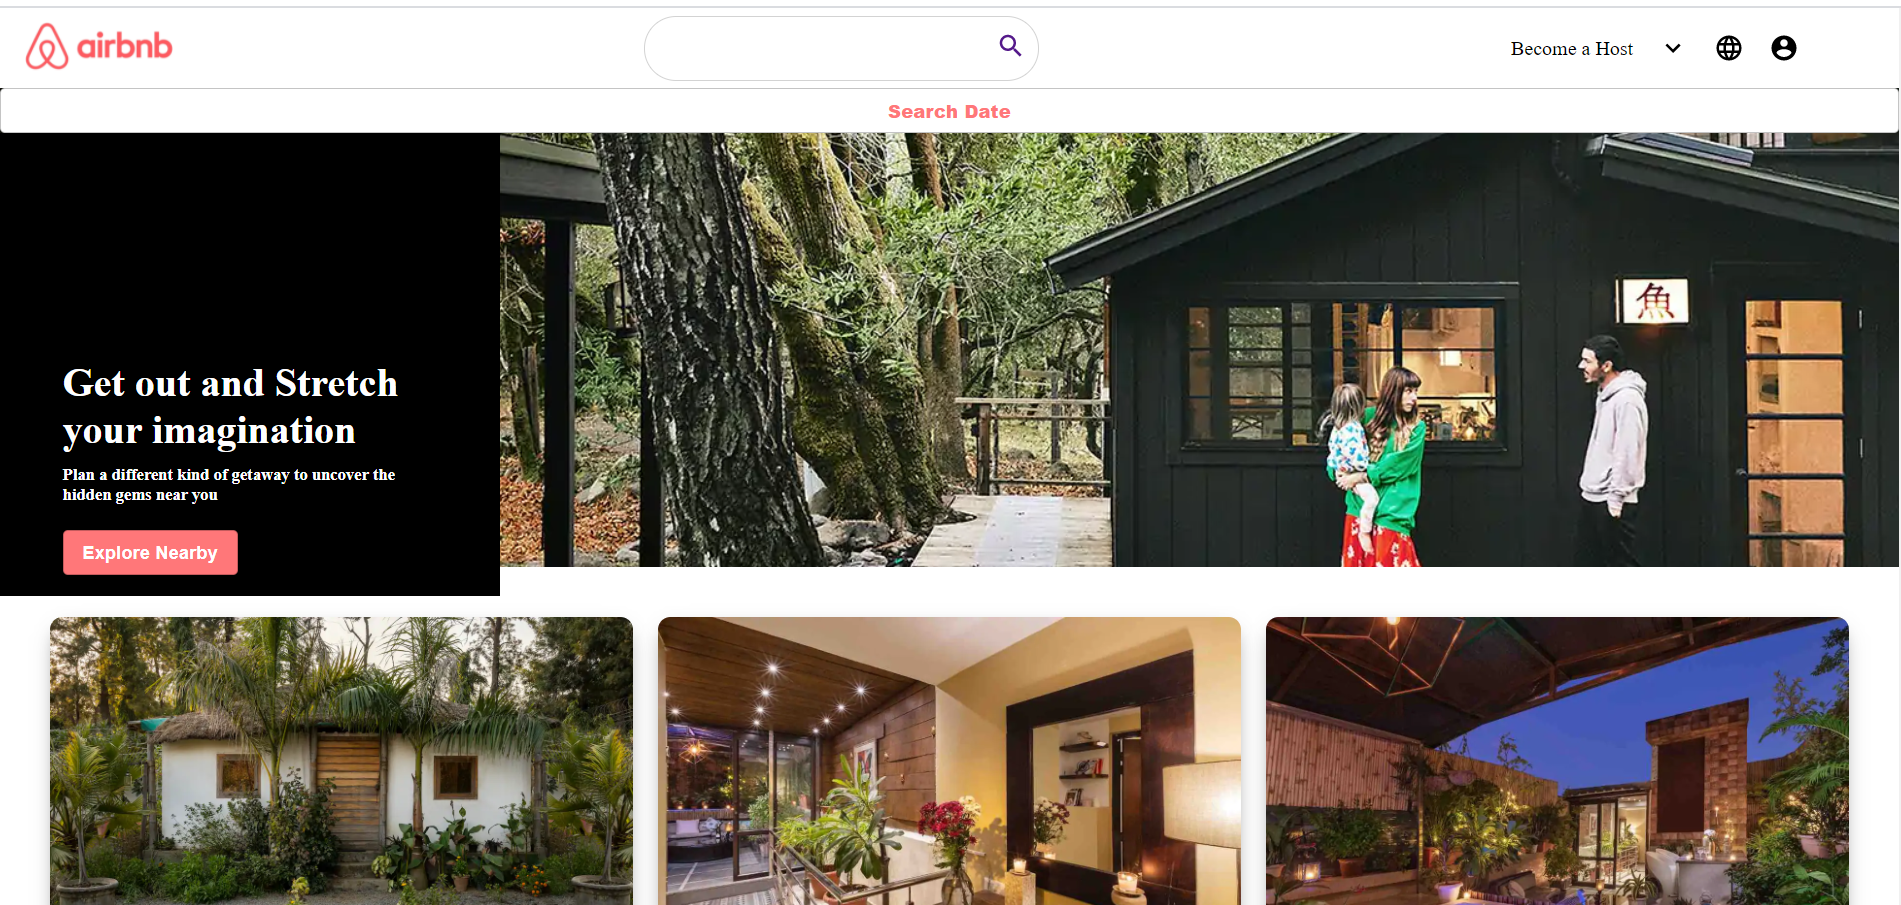 airbnb
Become a Host
Search Date
魚
Get out and Stretch
your imagination
Plan a different kind of getaway to uncover the
hidden gems near you
Explore Nearby